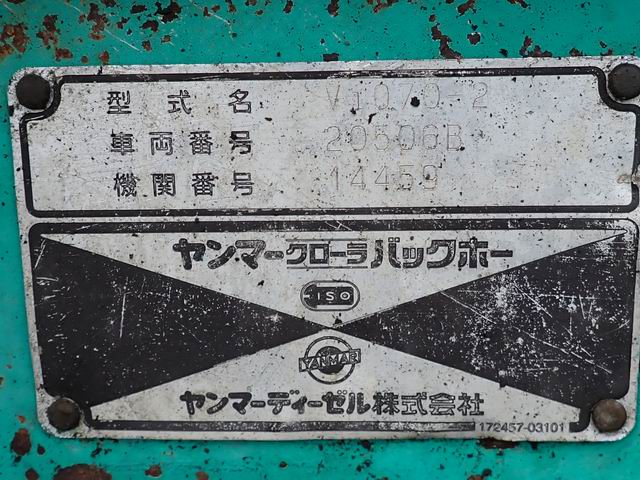 型式名 ViO70-2
車両番号 20506B
機関番号 14459
ヤンマークローラバックホー
ISO
YANMAR
ヤンマーディーゼル株式会社
172457-03101